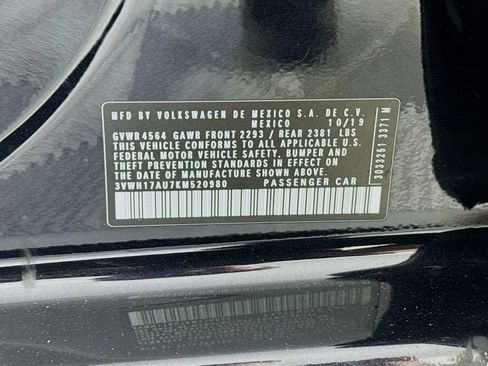 MFD BY VOLKSWAGEN DE MEXICO S.A. DE C.V.
MEXICO 10/19
GVWR4564 GAWR FRONT 2293 / REAR 2381 LBS
THIS VEHICLE CONFORMS TO ALL APPLICABLE U.S.
FEDERAL MOTOR VEHICLE SAFETY, BUMPER, AND
THEFT PREVENTION STANDARDS IN EFFECT ON
THE DATE OF MANUFACTURE SHOWN ABOVE.
3VWH17AU7KM520980 PASSENGER CAR
3033251 3371 M